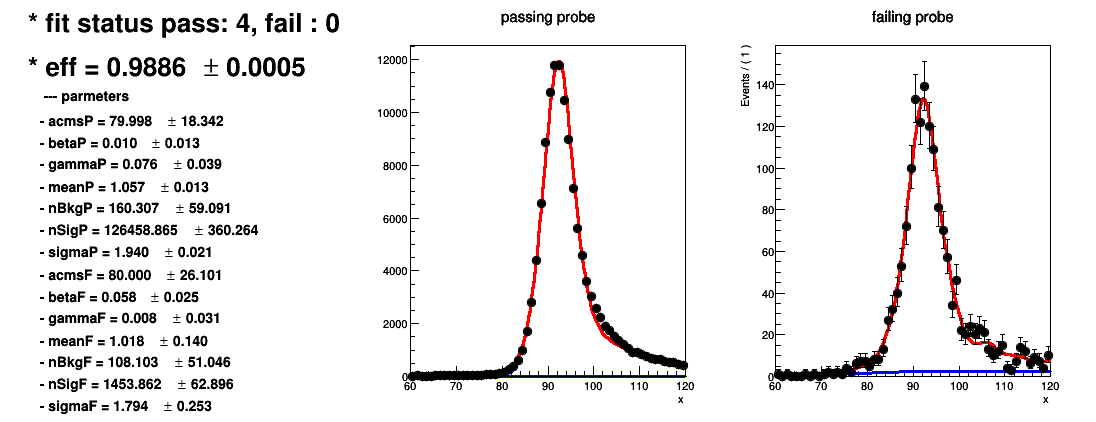 * fit status pass: 4, fail : 0
* eff = 0.9886 ± 0.0005
--- parmeters
- acmsP = 79.998 ± 18.342
- betaP = 0.010 ± 0.013
- gammaP = 0.076 ± 0.039
- meanP = 1.057 ± 0.013
- nBkgP = 160.307 ± 59.091
- nSigP = 126458.865 ± 360.264
- sigmaP = 1.940 ± 0.021
- acmsF = 80.000 ± 26.101
- betaF = 0.058 ± 0.025
- gammaF = 0.008 ± 0.031
- meanF = 1.018 ± 0.140
- nBkgF = 108.103 ± 51.046
- nSigF = 1453.862 ± 62.896
- sigmaF = 1.794 ± 0.253
passing probe
12000
10000
8000
6000
4000
2000
0
60 70 80 90 100 110 120
x
failing probe
Events / ( 1 )
140
120
100
80
60
40
20
0
60 70 80 90 100 110 120
x